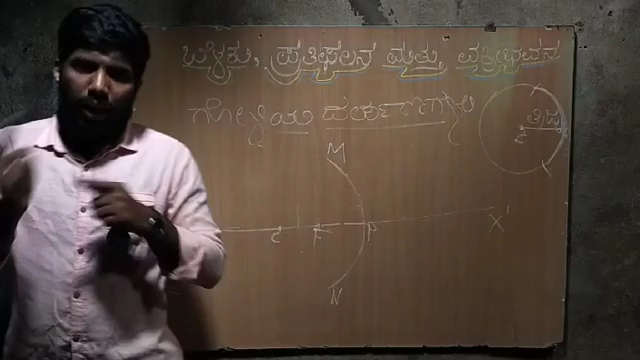 ಬೆಳಕು, ಪ್ರತಿಫಲನ ಮತ್ತು ವಕ್ರೀಭವನ
ಗೋಳೀಯ ದರ್ಪಣಗಳು
ತ್ರಿಜ್ಯ
C
M
C F P X'
N